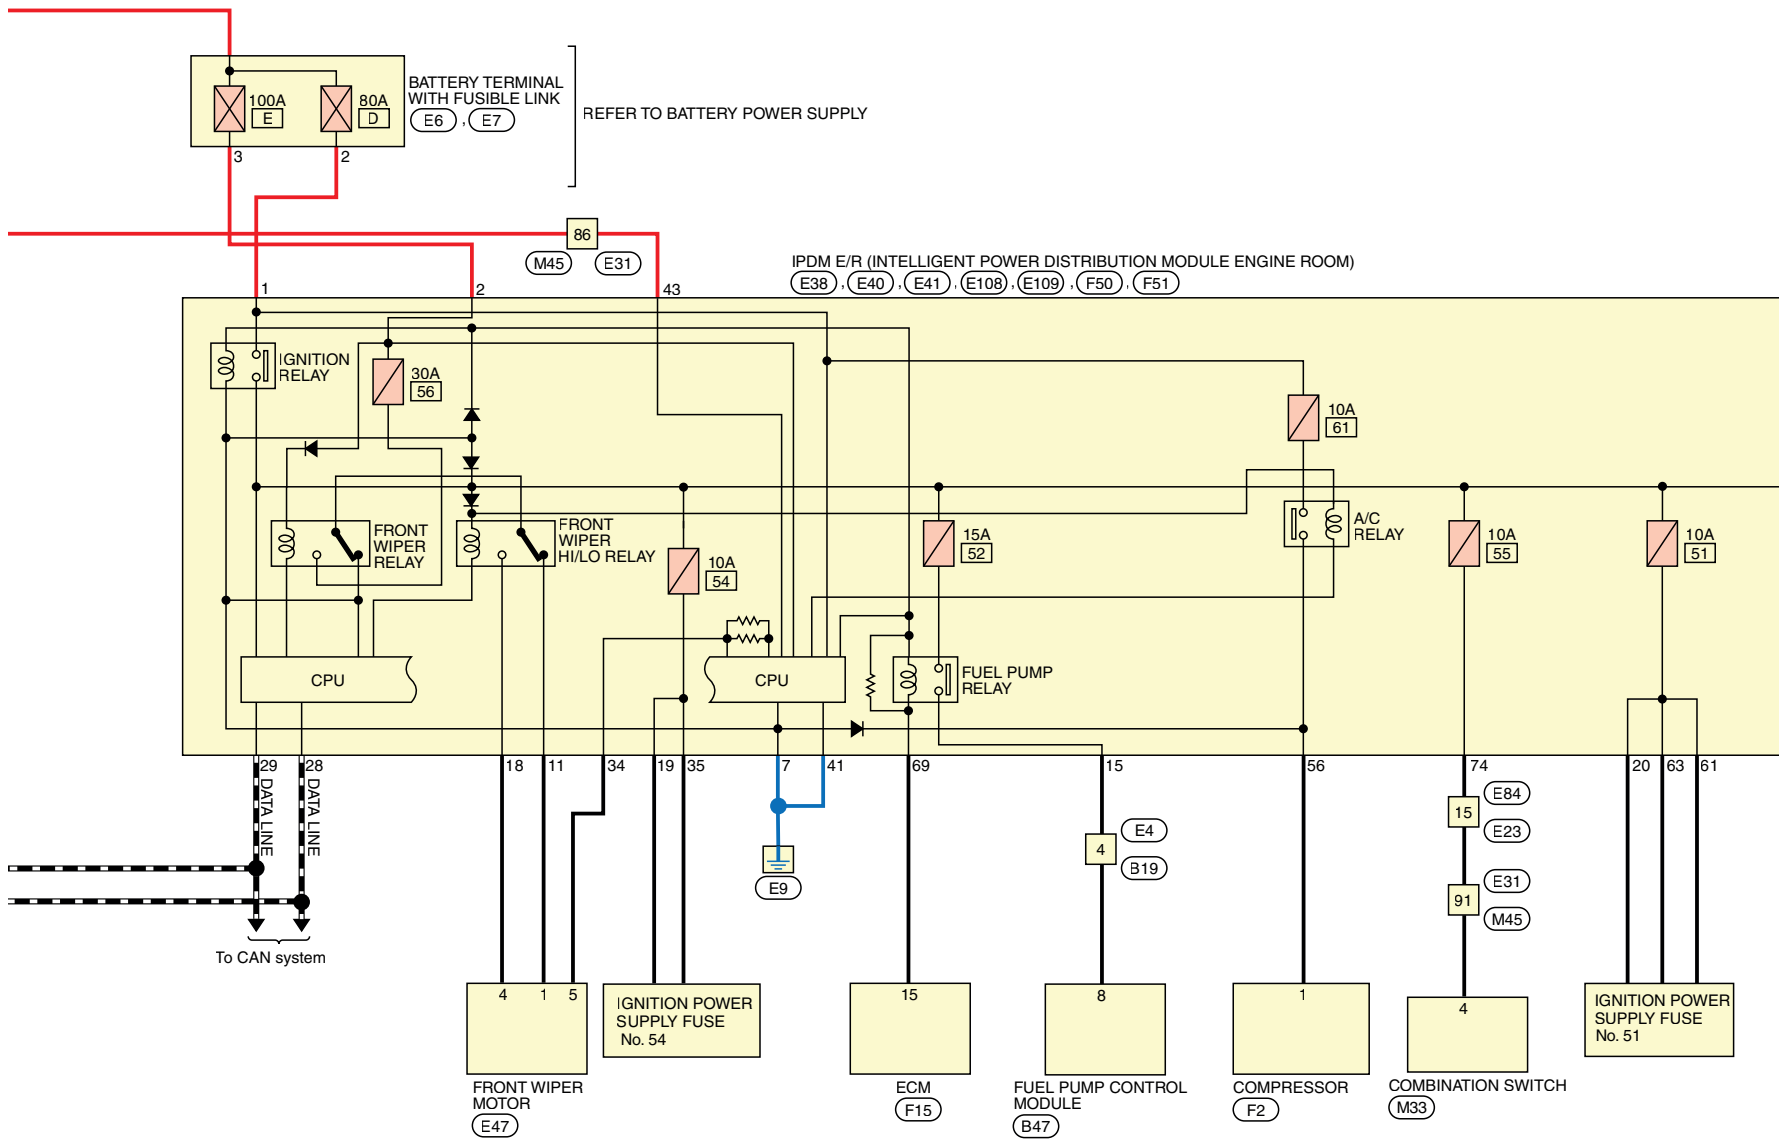 100A
E
80A
D
BATTERY TERMINAL
WITH FUSIBLE LINK
E6 , E7
REFER TO BATTERY POWER SUPPLY
3
2
86
M45
E31
IPDM E/R (INTELLIGENT POWER DISTRIBUTION MODULE ENGINE ROOM)
E38 , E40 , E41 , E108 , E109 , F50 , F51
1
2
43
IGNITION
RELAY
30A
56
10A
61
FRONT
WIPER
RELAY
FRONT
WIPER
HI/LO RELAY
10A
54
15A
52
A/C
RELAY
10A
55
10A
51
CPU
CPU
FUEL PUMP
RELAY
29
28
18
11
34
19
35
7
41
69
15
56
74
20
63
61
DATA LINE
DATA LINE
E84
15
E23
E4
4
B19
E31
91
M45
E9
To CAN system
4
1
5
IGNITION POWER
SUPPLY FUSE
No. 54
15
8
1
4
IGNITION POWER
SUPPLY FUSE
No. 51
FRONT WIPER
MOTOR
E47
ECM
F15
FUEL PUMP CONTROL
MODULE
B47
COMPRESSOR
F2
COMBINATION SWITCH
M33